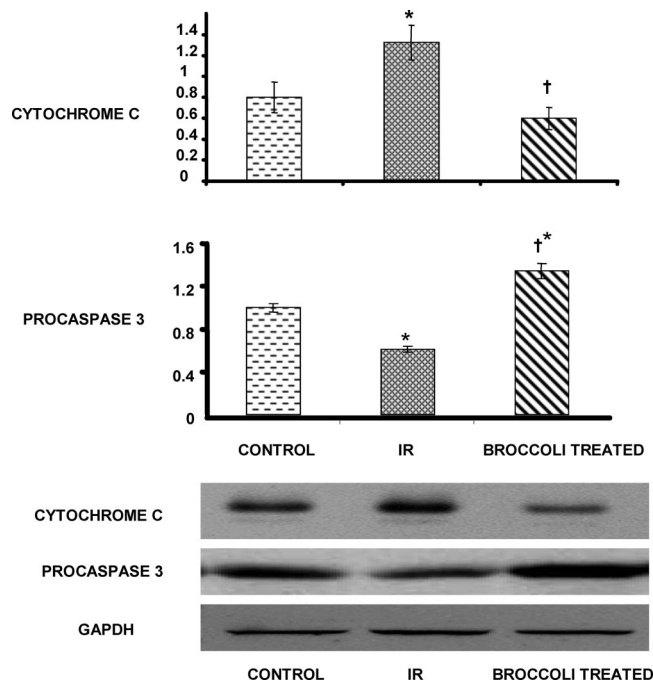 1.4
*
1.2
1
†
CYTOCHROME C
0.8
0.6
0.4
0.2
0
1.6
†*
1.2
PROCASPASE 3
0.8
*
0.4
0
CONTROL IR BROCCOLI TREATED
CYTOCHROME C
PROCASPASE 3
GAPDH
CONTROL IR BROCCOLI TREATED